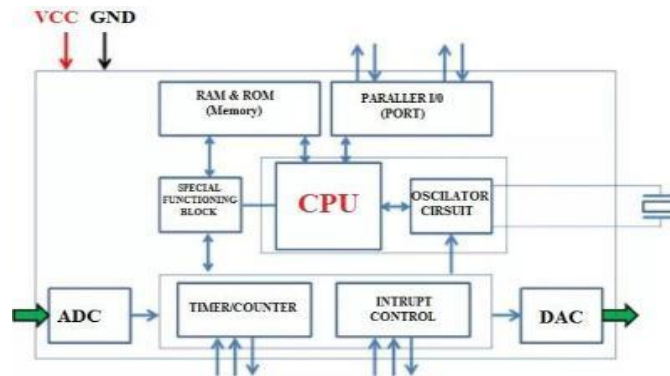 VCC GND
RAM & ROM
(Memory)
PARALLER I/0
(PORT)
SPECIAL
FUNCTIONING
BLOCK
CPU
OSCILATOR
CIRSUIT
ADC
TIMER/COUNTER
INTRUPT
CONTROL
DAC